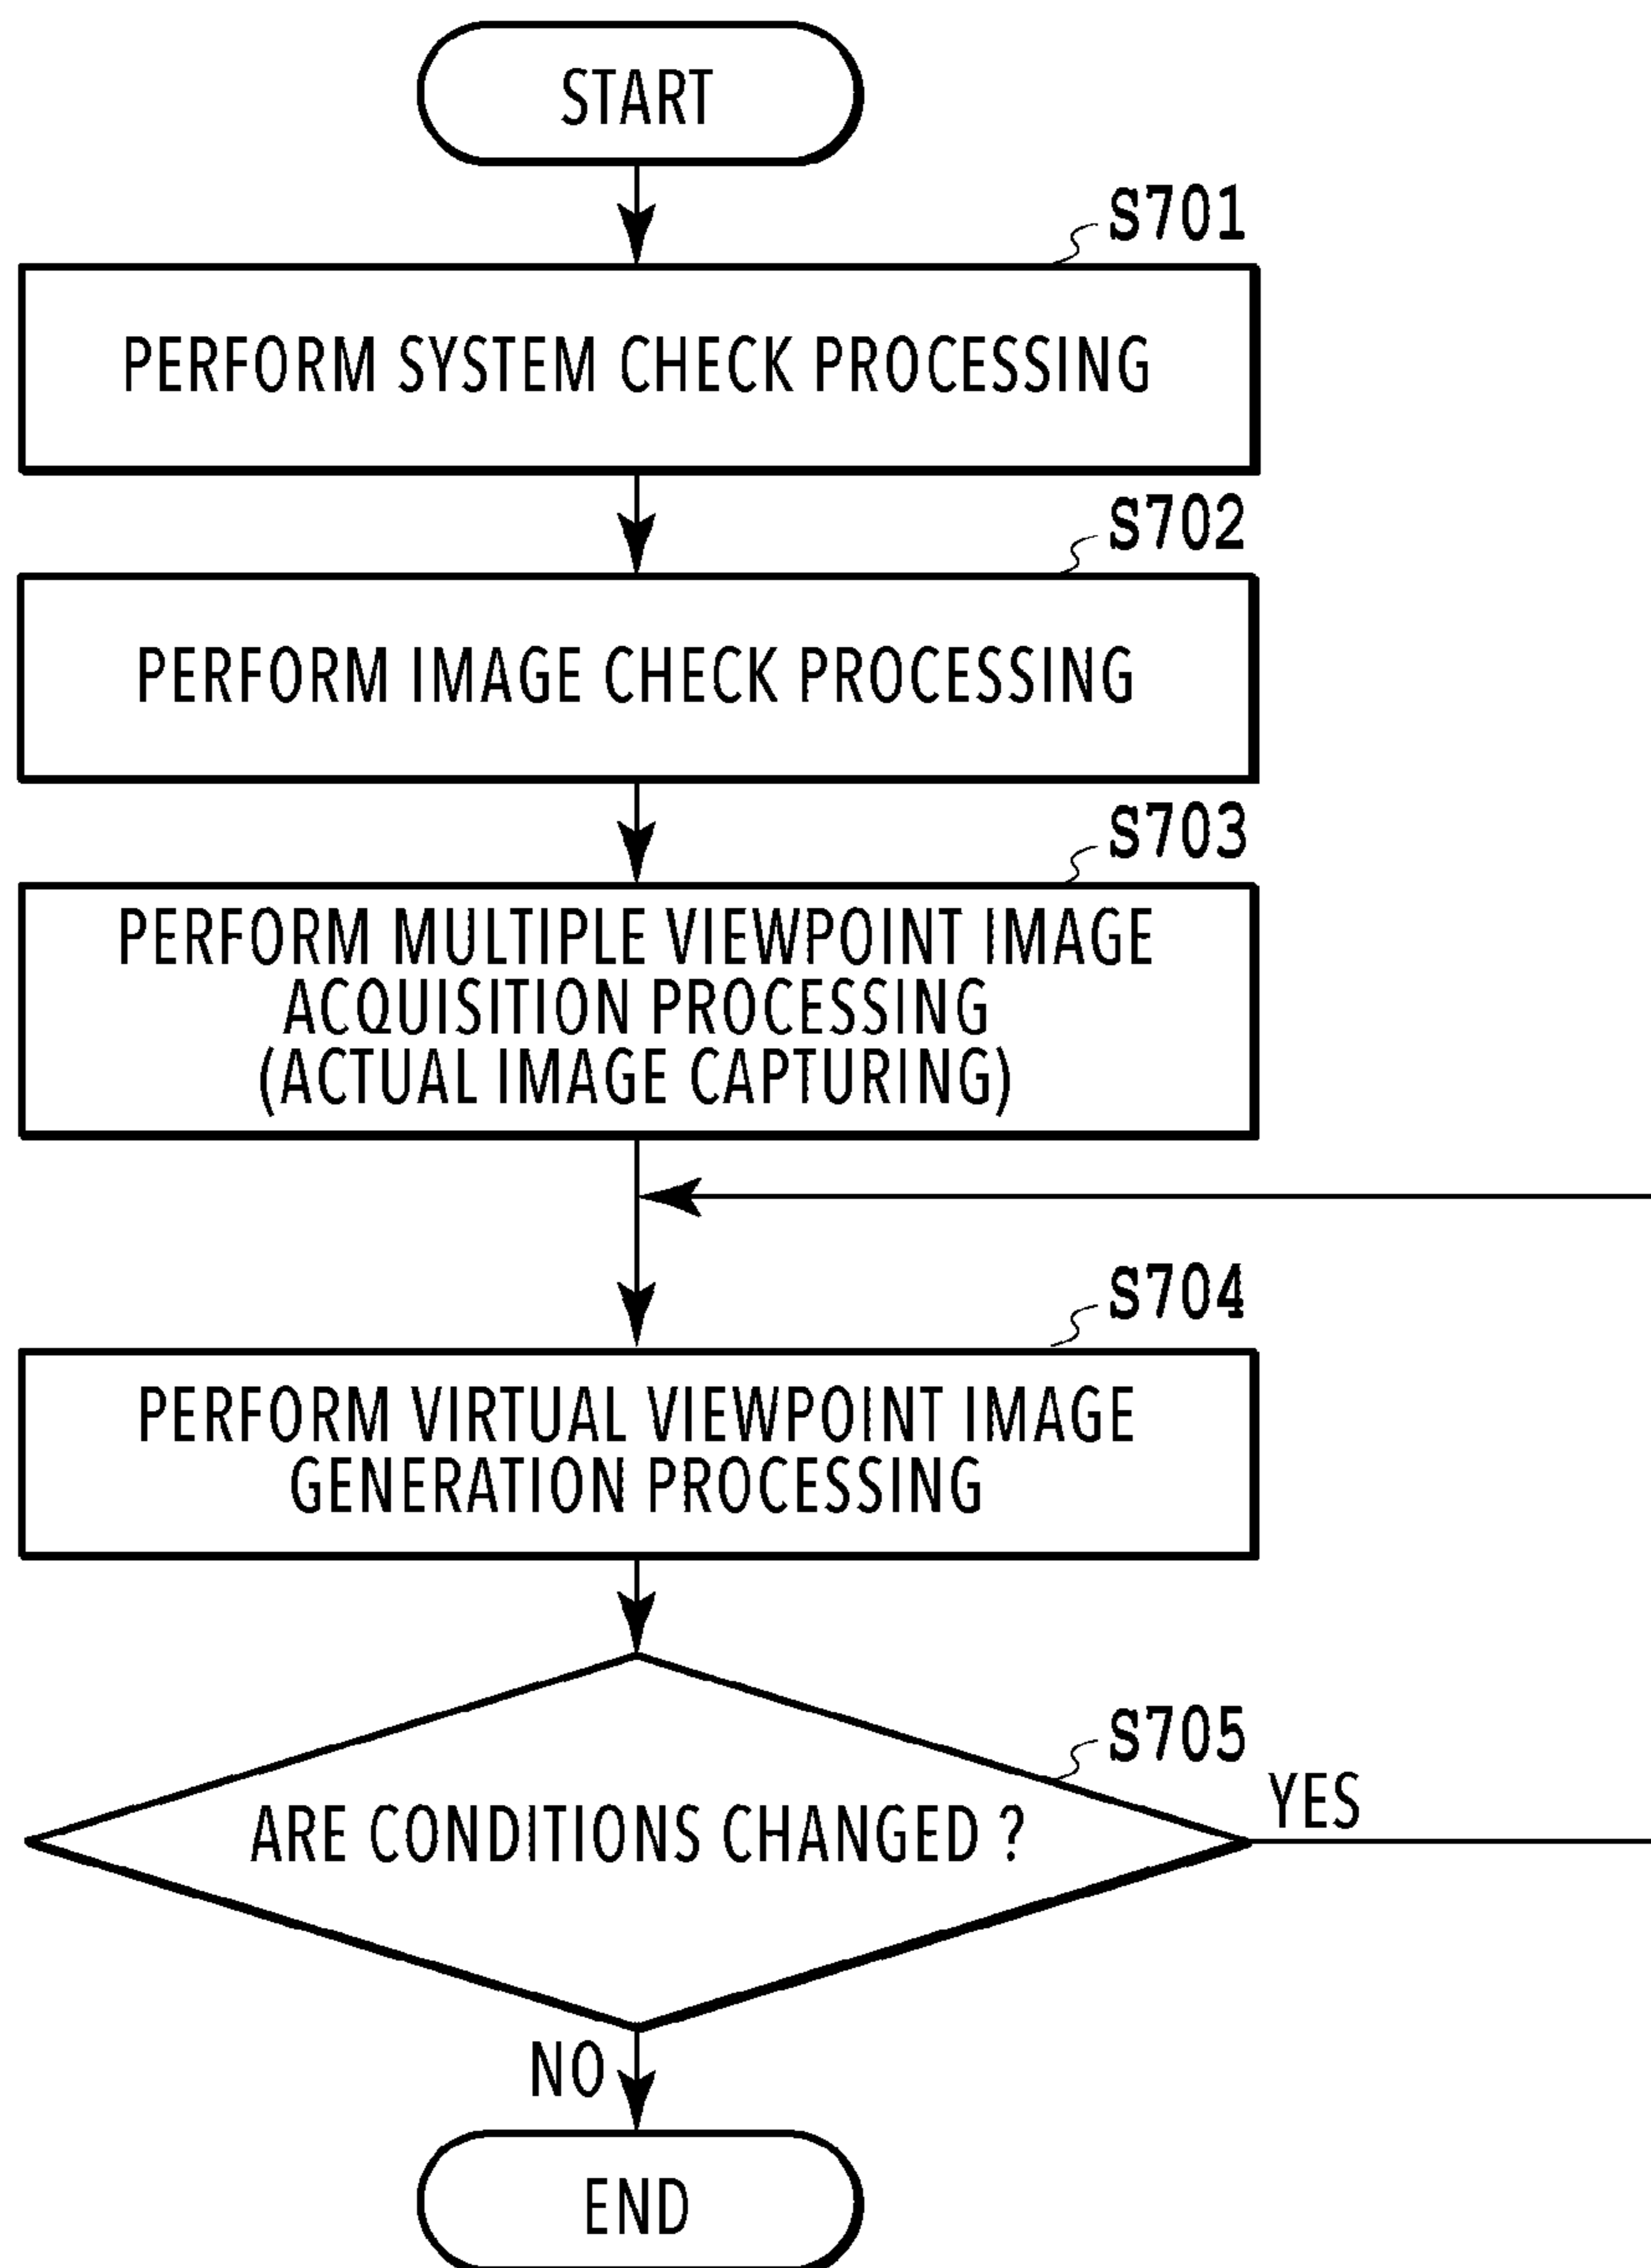 START
S701
PERFORM SYSTEM CHECK PROCESSING
S702
PERFORM IMAGE CHECK PROCESSING
S703
PERFORM MULTIPLE VIEWPOINT IMAGE
ACQUISITION PROCESSING
(ACTUAL IMAGE CAPTURING)
S704
PERFORM VIRTUAL VIEWPOINT IMAGE
GENERATION PROCESSING
S705
YES
ARE CONDITIONS CHANGED ?
NO
END